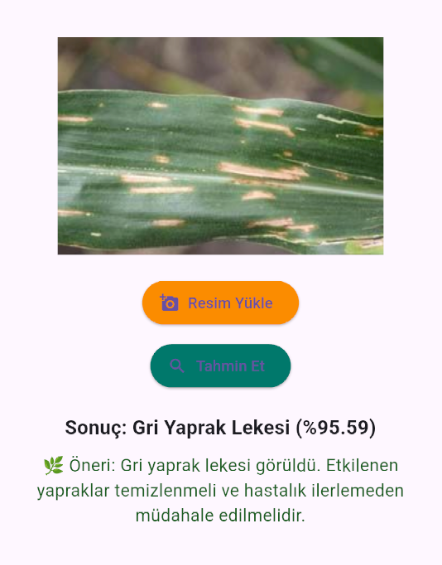 Resim Yükle
Tahmin Et
Sonuç: Gri Yaprak Lekesi (%95.59)
🌿 Öneri: Gri yaprak lekesi görüldü. Etkilenen
yapraklar temizlenmeli ve hastalık ilerlemeden
müdahale edilmelidir.